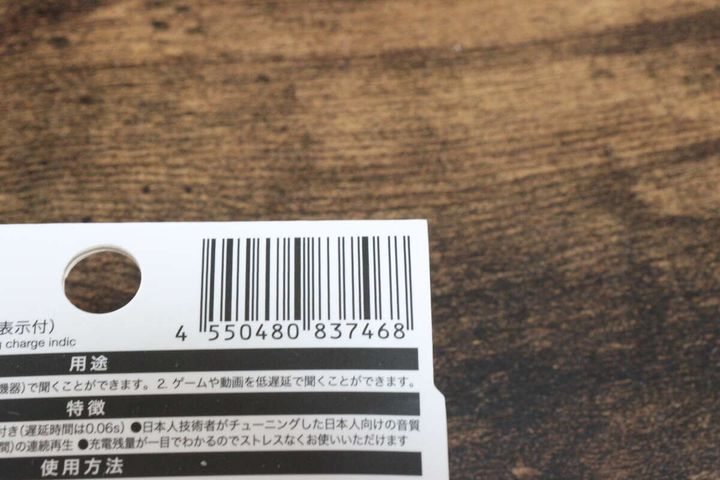 表示付)
charge indic
4 550480 837468
用途
機器)で聞くことができます。2. ゲームや動画を低遅延で聞くことができます。
特徴
付き(遅延時間は0.06s) ●日本人技術者がチューニングした日本人向けの音質
間)の連続再生 ●充電残量が一目でわかるのでストレスなくお使いいただけます
使用方法